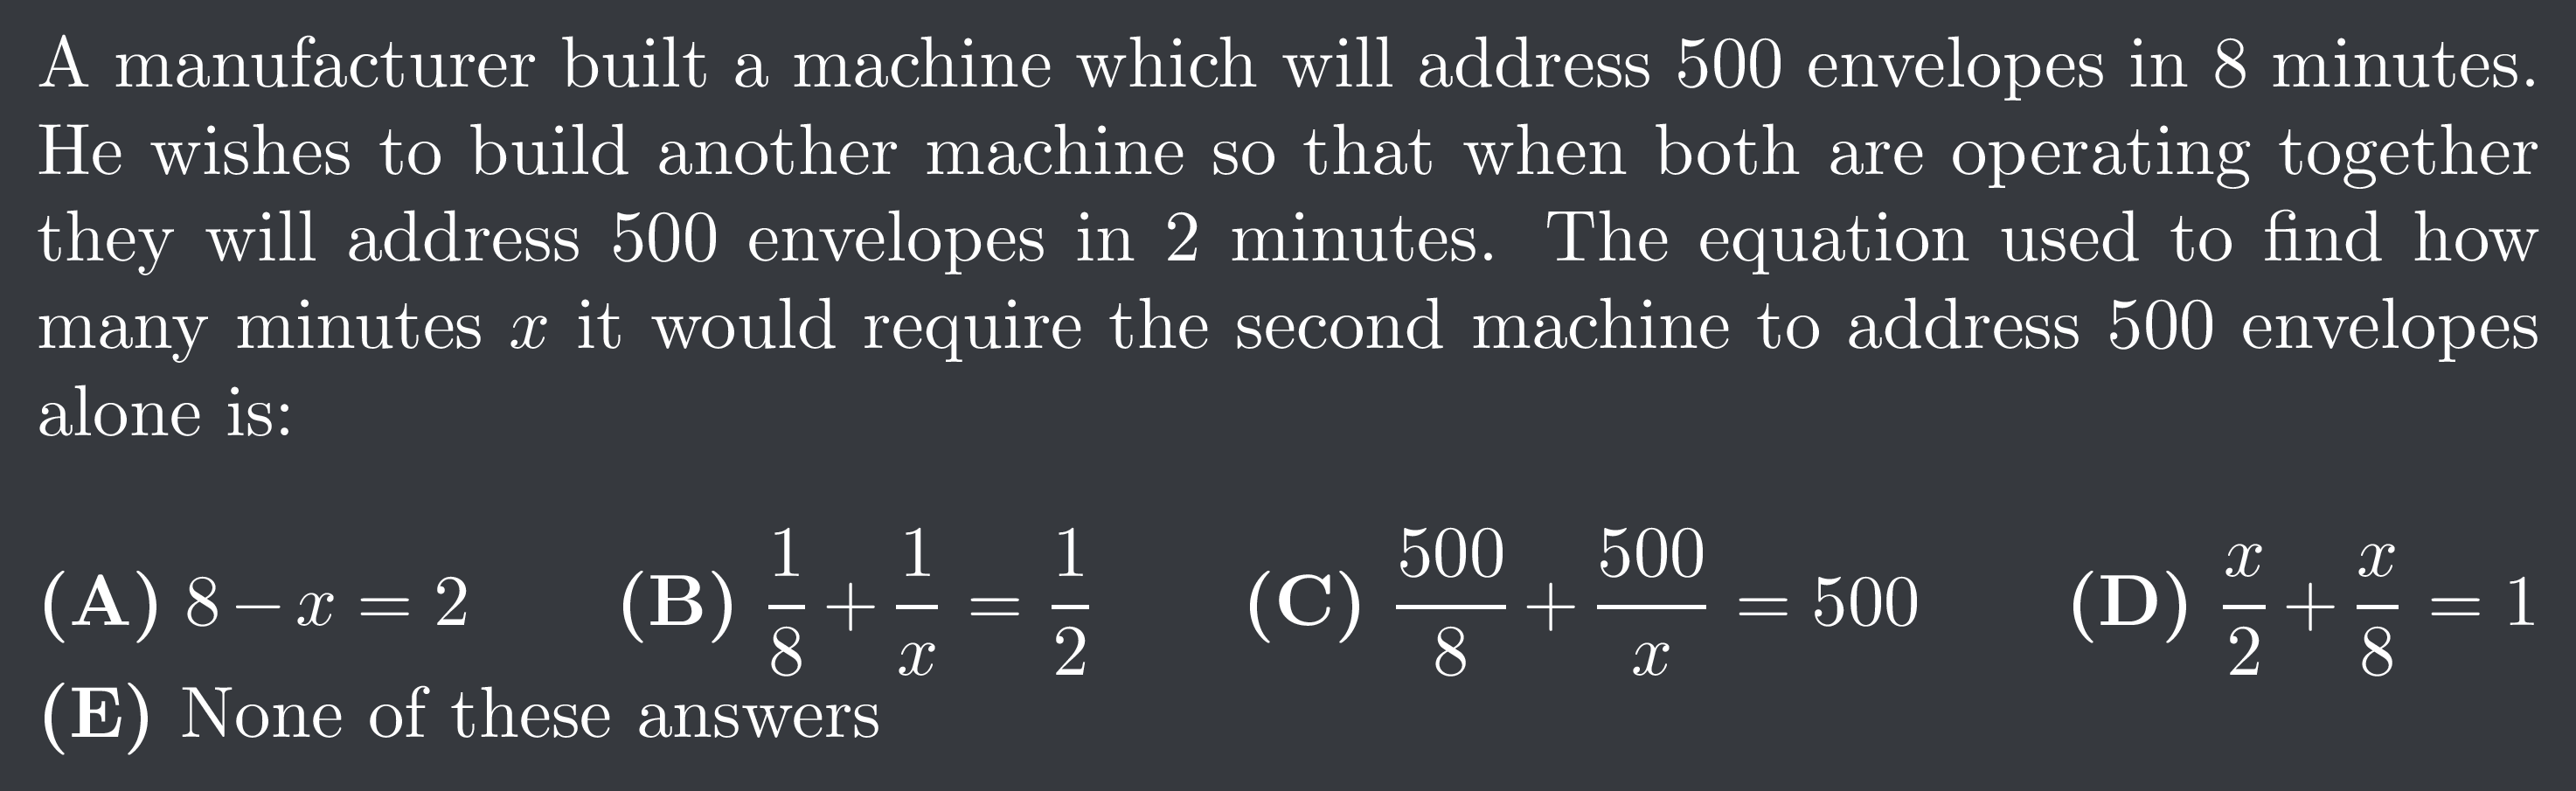 A manufacturer built a machine which will address 500 envelopes in 8 minutes.
He wishes to build another machine so that when both are operating together
they will address 500 envelopes in 2 minutes. The equation used to find how
many minutes x it would require the second machine to address 500 envelopes
alone is:
(A) 8 − x = 2 (B) 1/8 + 1/x = 1/2 (C) 500/8 + 500/x = 500 (D) x/2 + x/8 = 1
(E) None of these answers